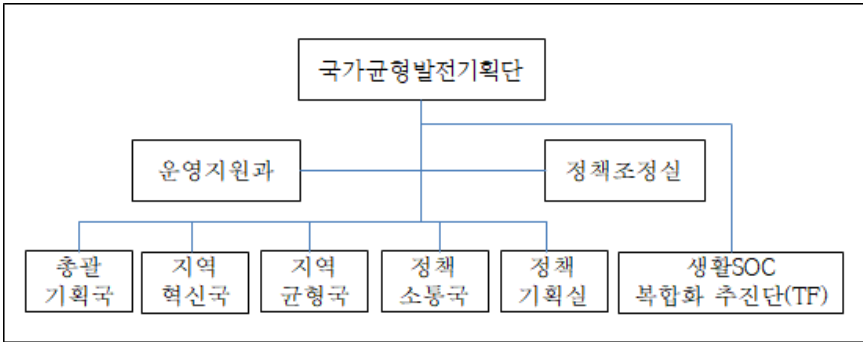 국가균형발전기획단
운영지원과
정책조정실
총괄
기획국
지역
혁신국
지역
균형국
정책
소통국
정책
기획실
생활SOC
복합화 추진단(TF)